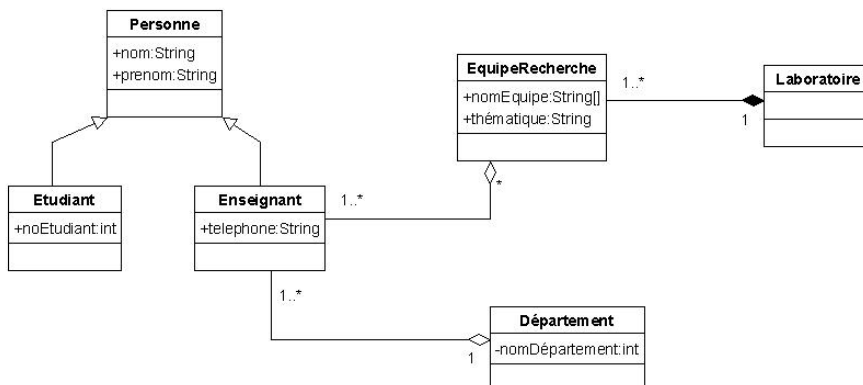 Personne
+nom:String
+prenom:String
EquipeRecherche
+nomEquipe:String[]
+thématique:String
1..*
1
Laboratoire
Etudiant
+noEtudiant:int
Enseignant
+telephone:String
1..*
*
1..*
1
Département
-nomDépartement:int